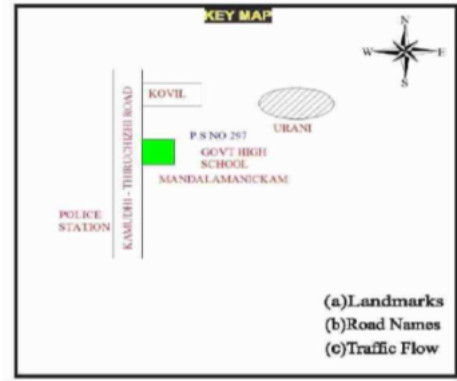 KEY MAP
N
W
E
S
KOVIL
URANI
KAMUDHI - THIRUCHIZHI ROAD
P.S NO 297
GOVT HIGH
SCHOOL
MANDALAMANICKAM
POLICE
STATION
(a)Landmarks
(b)Road Names
(c)Traffic Flow